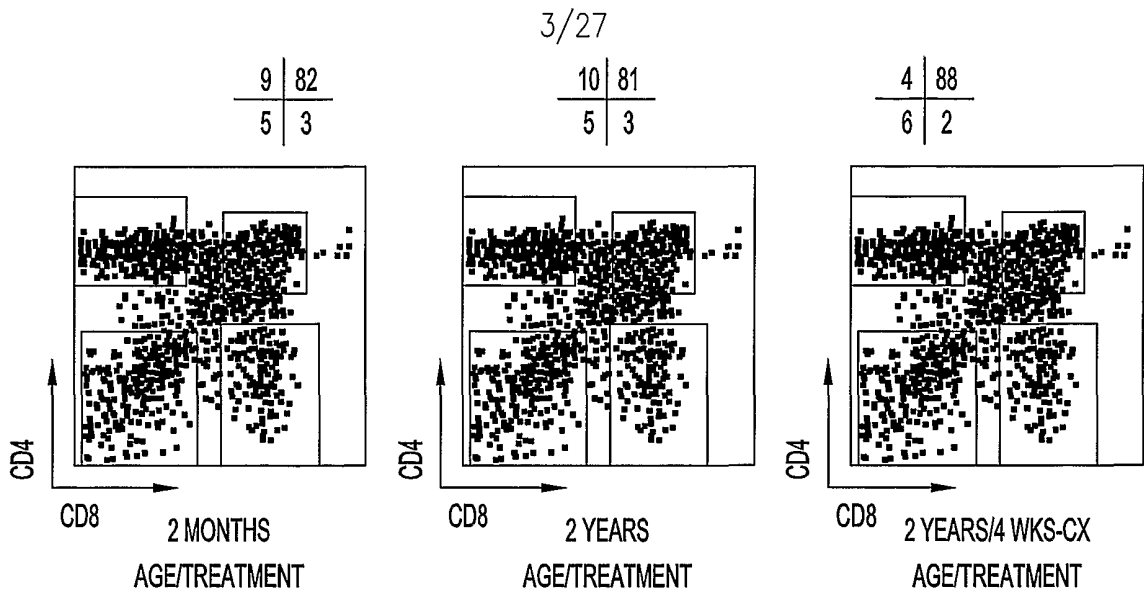 3/27
9 82
5 3
10 81
5 3
4 88
6 2
CD4
CD8
2 MONTHS
AGE/TREATMENT
CD4
CD8
2 YEARS
AGE/TREATMENT
CD4
CD8
2 YEARS/4 WKS-CX
AGE/TREATMENT